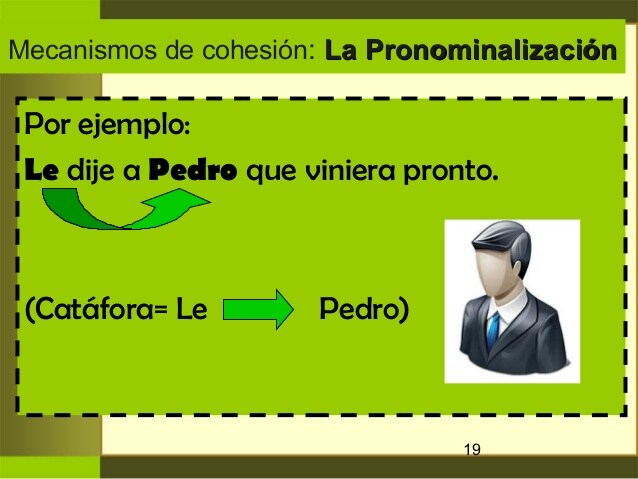 Mecanismos de cohesión: La Pronominalización
Por ejemplo:
Le dije a Pedro que viniera pronto.
(Catáfora= Le Pedro)
19